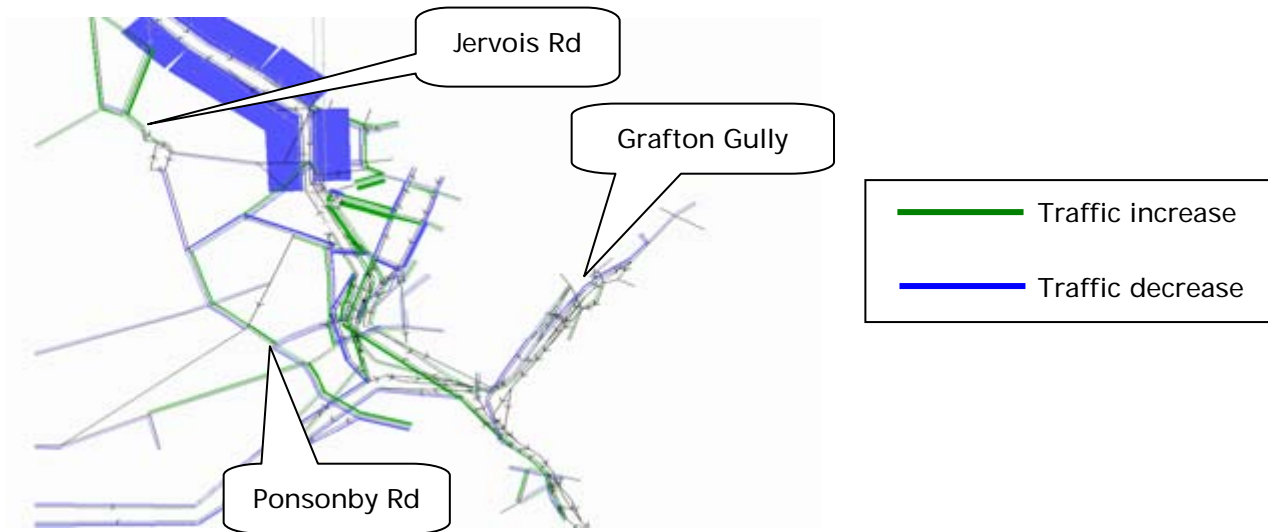 Jervois Rd
Grafton Gully
Traffic increase
Traffic decrease
Ponsonby Rd